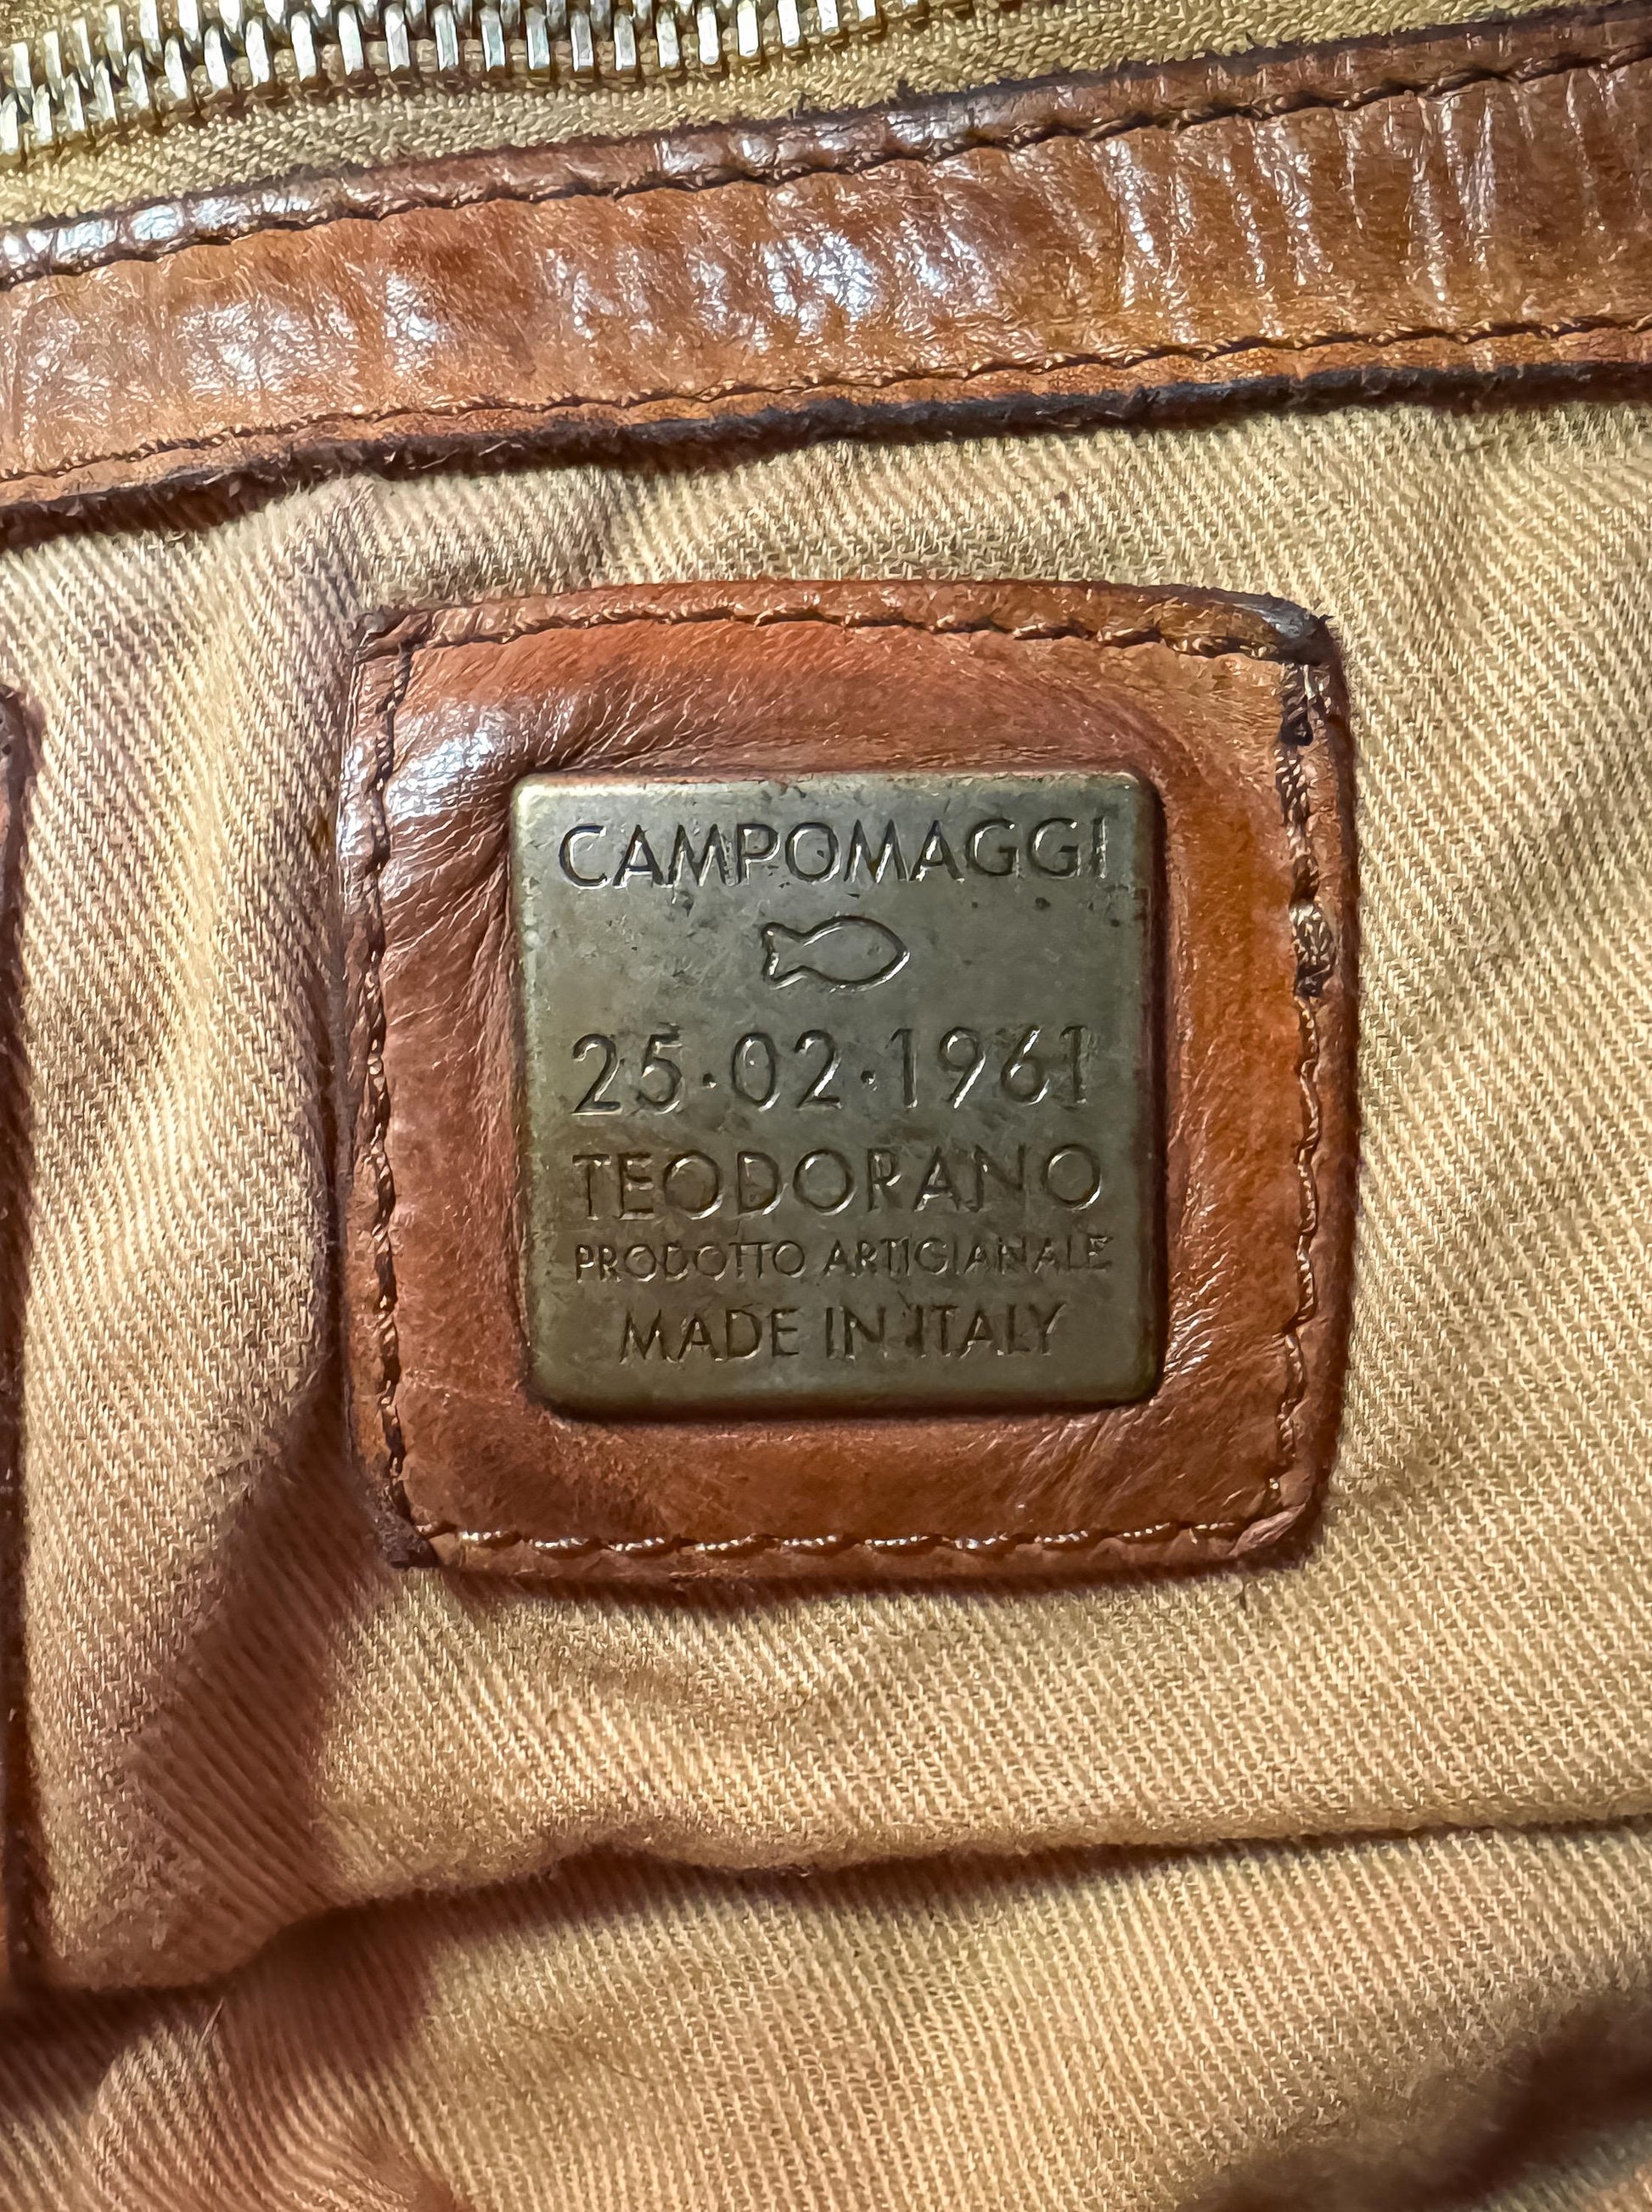 CAMPOMAGGI
25·02·1961
TEODORANO
PRODOTTO ARTIGIANALE
MADE IN ITALY